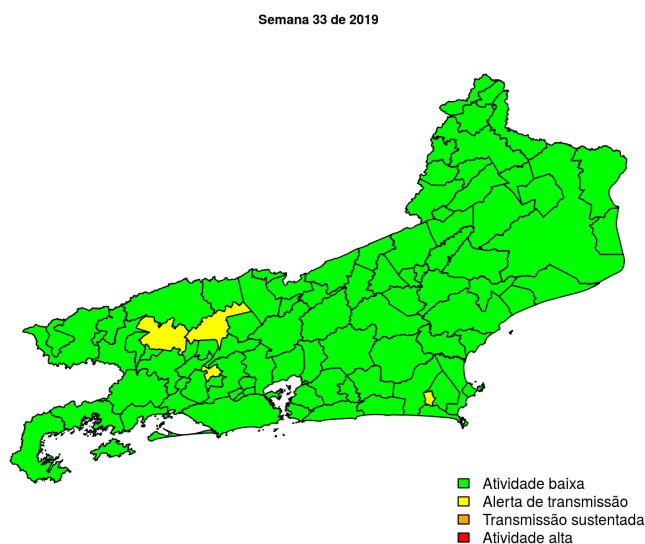 Semana 33 de 2019
Atividade baixa
Alerta de transmissão
Transmissão sustentada
Atividade alta